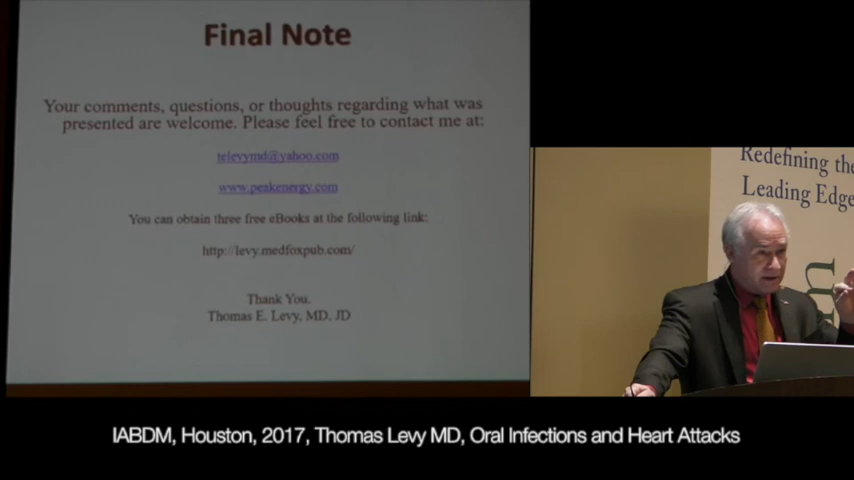 Final Note
Your comments, questions, or thoughts regarding what was
presented are welcome. Please feel free to contact me at:
televymd@yahoo.com
www.peakenergy.com
You can obtain three free eBooks at the following link:
http://levy.medfoxpub.com/
Thank You.
Thomas E. Levy, MD, JD
Redefining the
Leading Edge
IABDM, Houston, 2017, Thomas Levy MD, Oral Infections and Heart Attacks